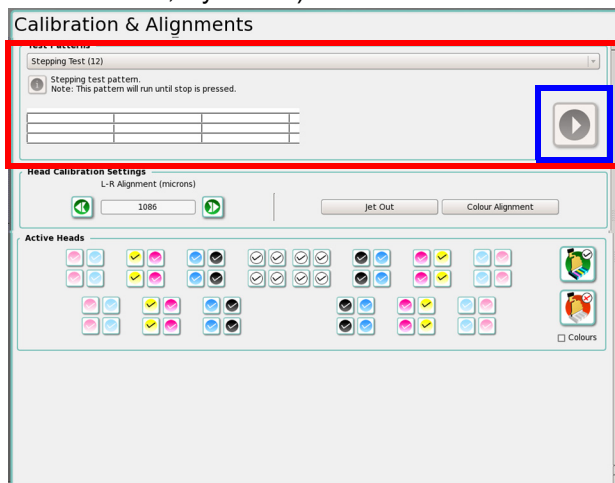 Calibration & Alignments
Test Patterns
Stepping Test (12)
Stepping test pattern.
Note: This pattern will run until stop is pressed.
Head Calibration Settings
L-R Alignment (microns)
1086
Jet Out
Colour Alignment
Active Heads
Colours